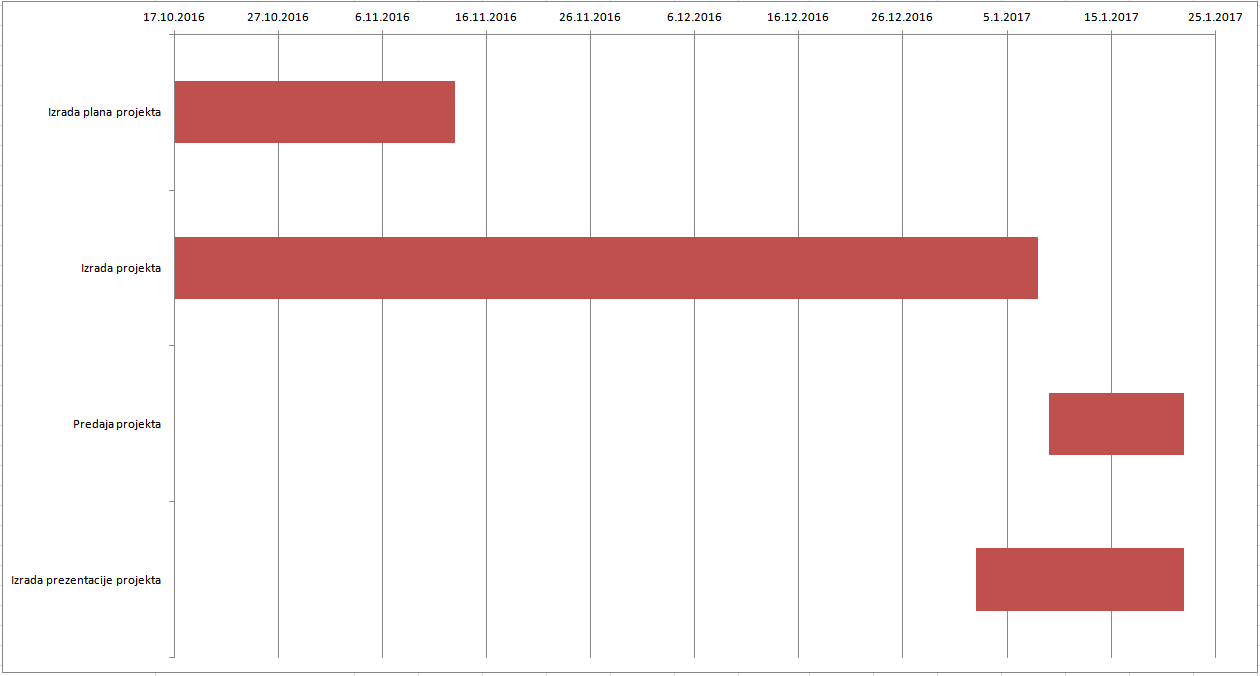 17.10.2016 27.10.2016 6.11.2016 16.11.2016 26.11.2016 6.12.2016 16.12.2016 26.12.2016 5.1.2017 15.1.2017 25.1.2017
Izrada plana projekta
Izrada projekta
Predaja projekta
Izrada prezentacije projekta